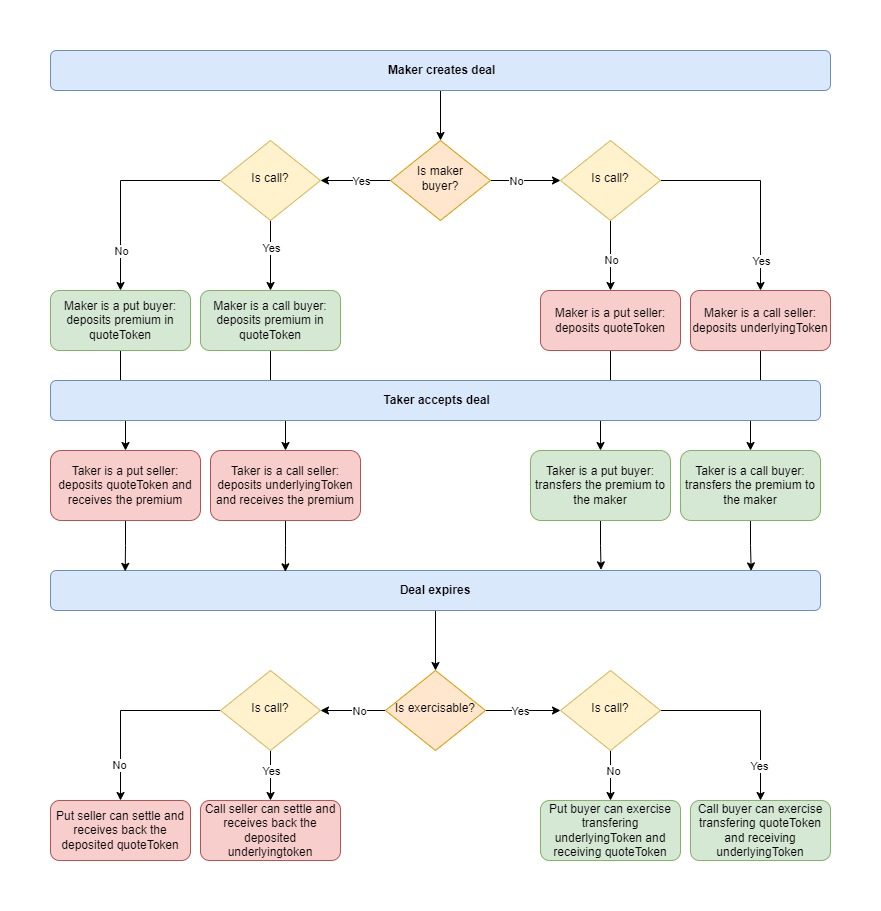 Maker creates deal
Is call?
Yes
Is maker
buyer?
No
Is call?
No
Yes
No
Yes
Maker is a put buyer:
deposits premium in
quoteToken
Maker is a call buyer:
deposits premium in
quoteToken
Maker is a put seller:
deposits quoteToken
Maker is a call seller:
deposits underlyingToken
Taker accepts deal
Taker is a put seller:
deposits quoteToken and
receives the premium
Taker is a call seller:
deposits underlyingToken
and receives the premium
Taker is a put buyer:
transfers the premium to
the maker
Taker is a call buyer:
transfers the premium to
the maker
Deal expires
Is call?
No
Is exercisable?
Yes
Is call?
No
Yes
No
Yes
Put seller can settle and
receives back the
deposited quoteToken
Call seller can settle and
receives back the
deposited
underlyingtoken
Put buyer can exercise
transfering
underlyingToken and
receiving quoteToken
Call buyer can exercise
transfering quoteToken
and receiving
underlyingToken